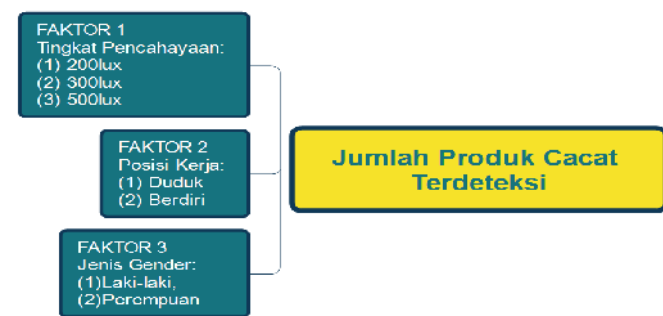 FAKTOR 1
Tingkat Pencahayaan:
(1) 200lux
(2) 300lux
(3) 500lux
FAKTOR 2
Posisi Kerja:
(1) Duduk
(2) Berdiri
FAKTOR 3
Jenis Gender:
(1)Laki-laki,
(2)Perempuan
Jumlah Produk Cacat
Terdeteksi